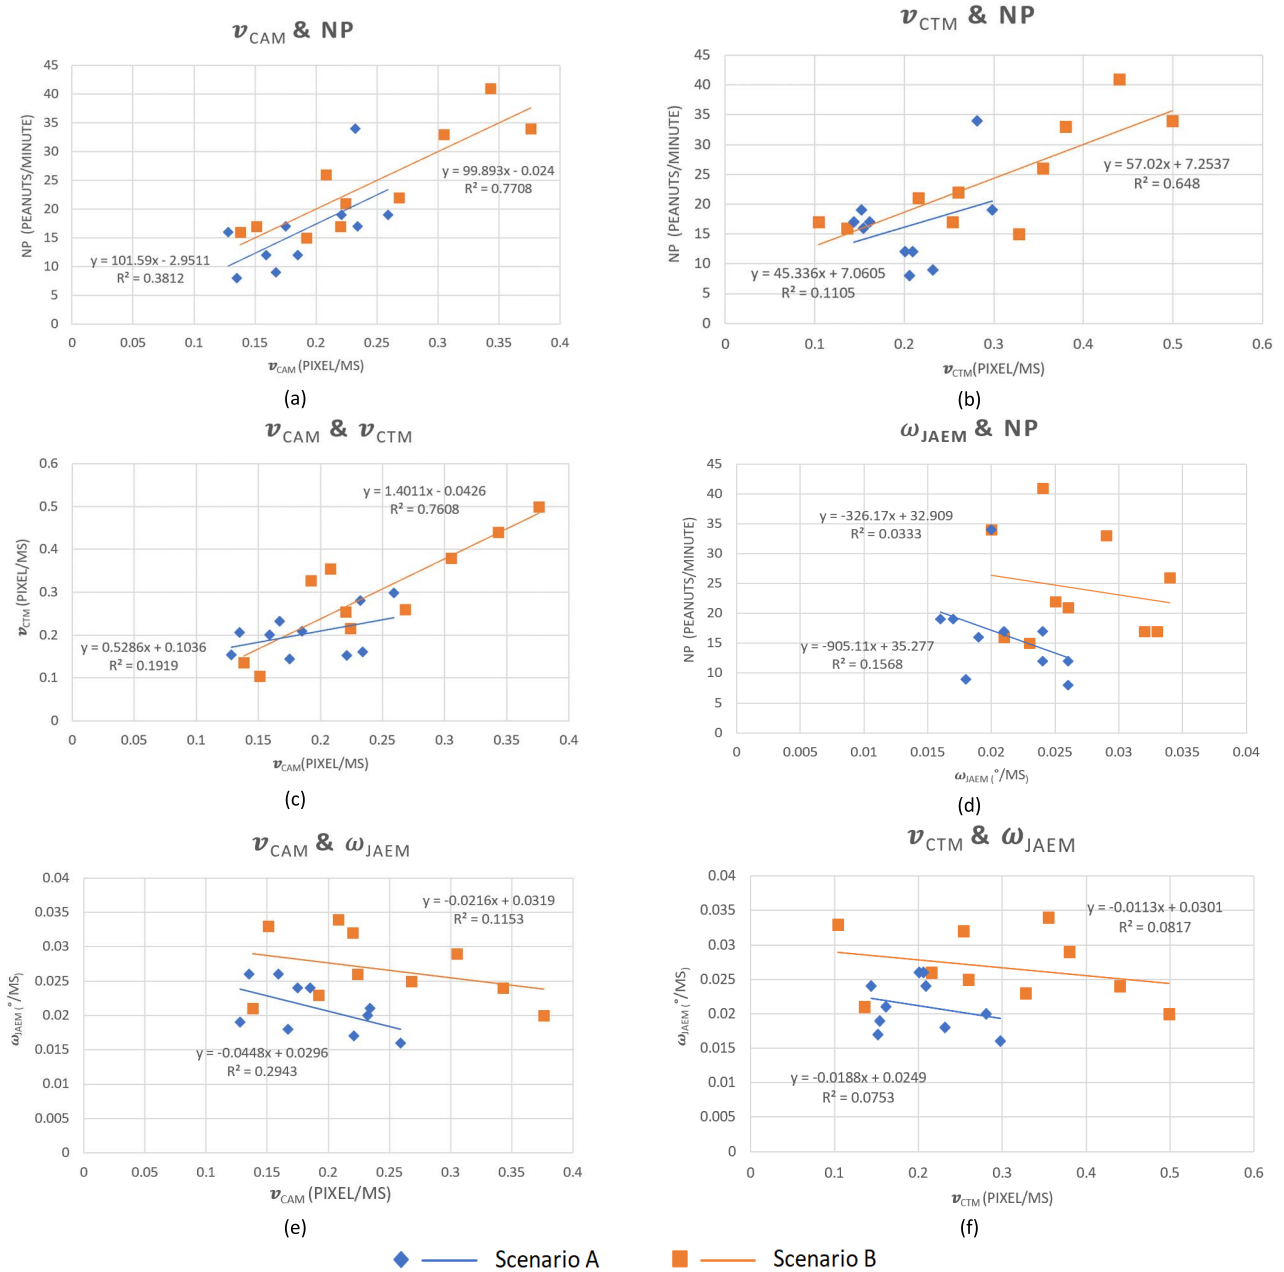 𝒗CAM & NP
45
40
35
30
25
20
15
10
5
0
NP (PEANUTS/MINUTE)
y = 99.893x - 0.024
R² = 0.7708
y = 101.59x - 2.9511
R² = 0.3812
0 0.05 0.1 0.15 0.2 0.25 0.3 0.35 0.4
𝒗CAM (PIXEL/MS)
(a)
𝒗CTM & NP
45
40
35
30
25
20
15
10
5
0
NP (PEANUTS/MINUTE)
y = 57.02x + 7.2537
R² = 0.648
y = 45.336x + 7.0605
R² = 0.1105
0 0.1 0.2 0.3 0.4 0.5 0.6
𝒗CTM(PIXEL/MS)
(b)
𝒗CAM & 𝒗CTM
0.6
0.5
0.4
0.3
0.2
0.1
0
𝒗CTM (PIXEL/MS)
y = 1.4011x - 0.0426
R² = 0.7608
y = 0.5286x + 0.1036
R² = 0.1919
0 0.05 0.1 0.15 0.2 0.25 0.3 0.35 0.4
𝒗CAM(PIXEL/MS)
(c)
ωJAEM & NP
45
40
35
30
25
20
15
10
5
0
NP (PEANUTS/MINUTE)
y = -326.17x + 32.909
R² = 0.0333
y = -905.11x + 35.277
R² = 0.1568
0 0.005 0.01 0.015 0.02 0.025 0.03 0.035 0.04
ωJAEM (°/MS)
(d)
𝒗CAM & ωJAEM
0.04
0.035
0.03
0.025
0.02
0.015
0.01
0.005
0
ωJAEM (°/MS)
y = -0.0216x + 0.0319
R² = 0.1153
y = -0.0448x + 0.0296
R² = 0.2943
0 0.05 0.1 0.15 0.2 0.25 0.3 0.35 0.4
𝒗CAM (PIXEL/MS)
(e)
𝒗CTM & ωJAEM
0.04
0.035
0.03
0.025
0.02
0.015
0.01
0.005
0
ωJAEM (°/MS)
y = -0.0113x + 0.0301
R² = 0.0817
y = -0.0188x + 0.0249
R² = 0.0753
0 0.1 0.2 0.3 0.4 0.5 0.6
𝒗CTM (PIXEL/MS)
(f)
Scenario A Scenario B